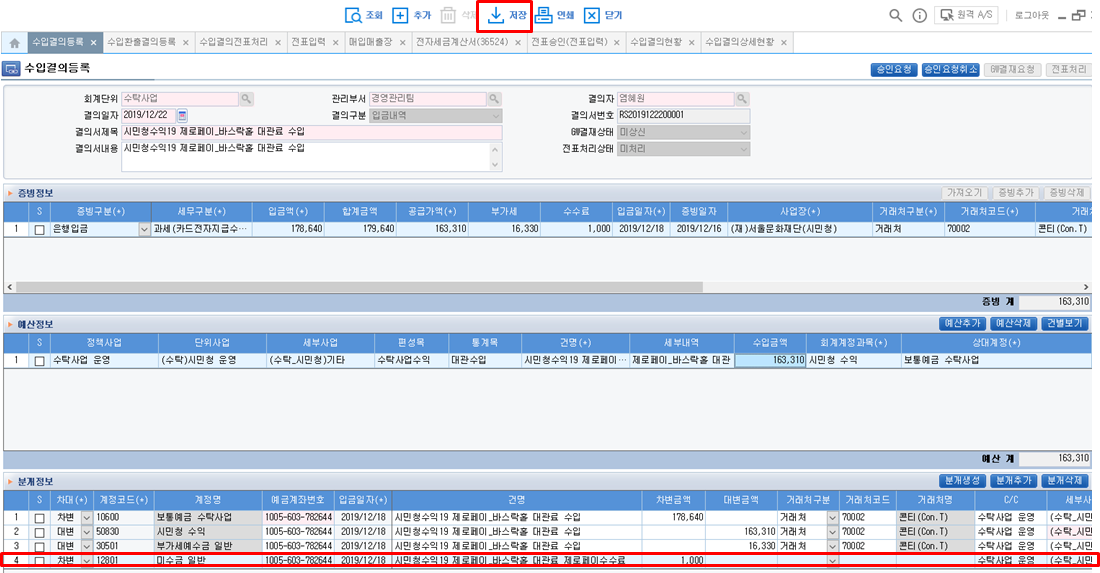 조회 추가 삭제 저장 인쇄 닫기 원격 A/S 로그아웃
수입결의등록 × 수입환출결의등록 × 수입결의전표처리 × 전표입력 × 매입매출장 × 전자세금계산서(36524) × 전표승인(전표입력) × 수입결의현황 × 수입결의상세현황 ×
수입결의등록 승인요청 승인요청취소 GW결재요청 전표처리
회계단위 수탁사업 관리부서 경영관리팀 결의자 염혜원
결의일자 2019/12/22 결의구분 입금내역 결의서번호 RS2019122200001
결의서제목 시민청수익19 제로페이_바스락홀 대관료 수입 GW결재상태 미상신
결의서내용 시민청수익19 제로페이_바스락홀 대관료 수입 전표처리상태 미처리
증빙정보 가져오기 증빙추가 증빙삭제
S 증빙구분(*) 세무구분(*) 입금액(*) 합계금액 공급가액(*) 부가세 수수료 입금일자(*) 증빙일자 사업장(*) 거래처구분(*) 거래처코드(*) 거래처
1 은행입금 과세(카드전자지급수··· 178,640 179,640 163,310 16,330 1,000 2019/12/18 2019/12/16 (재)서울문화재단(시민청) 거래처 70002 콘티(Con.T)
증빙 계 163,310
예산정보 예산추가 예산삭제 건별보기
S 정책사업 단위사업 세부사업 편성목 통계목 건명(*) 세부내역 수입금액 회계계정과목(*) 상대계정(*)
1 수탁사업 운영 (수탁)시민청 운영 (수탁_시민청)기타 수탁사업수익 대관수입 시민청수익19 제로페이··· 제로페이_바스락홀 대관 163,310 시민청 수익 보통예금 수탁사업
예산 계 163,310
분개정보 분개생성 분개추가 분개삭제
S 차대(*) 계정코드(*) 계정명 예금계좌번호 입금일자(*) 건명 차변금액 대변금액 거래처구분 거래처코드 거래처명 C/C 세부사
1 차변 10600 보통예금 수탁사업 1005-603-782644 2019/12/18 시민청수익19 제로페이_바스락홀 대관료 수입 178,640 거래처 70002 콘티(Con.T) 수탁사업 운영 (수탁_시민
2 대변 50830 시민청 수익 1005-603-782644 2019/12/18 시민청수익19 제로페이_바스락홀 대관료 수입 163,310 거래처 70002 콘티(Con.T) 수탁사업 운영 (수탁_시민
3 대변 30501 부가세예수금 일반 1005-603-782644 2019/12/18 시민청수익19 제로페이_바스락홀 대관료 수입 16,330 거래처 70002 콘티(Con.T) 수탁사업 운영 (수탁_시민
4 차변 12801 미수금 일반 1005-603-782644 2019/12/18 시민청수익19 제로페이_바스락홀 대관료 제로페이수수료 1,000 수탁사업 운영 (수탁_시민